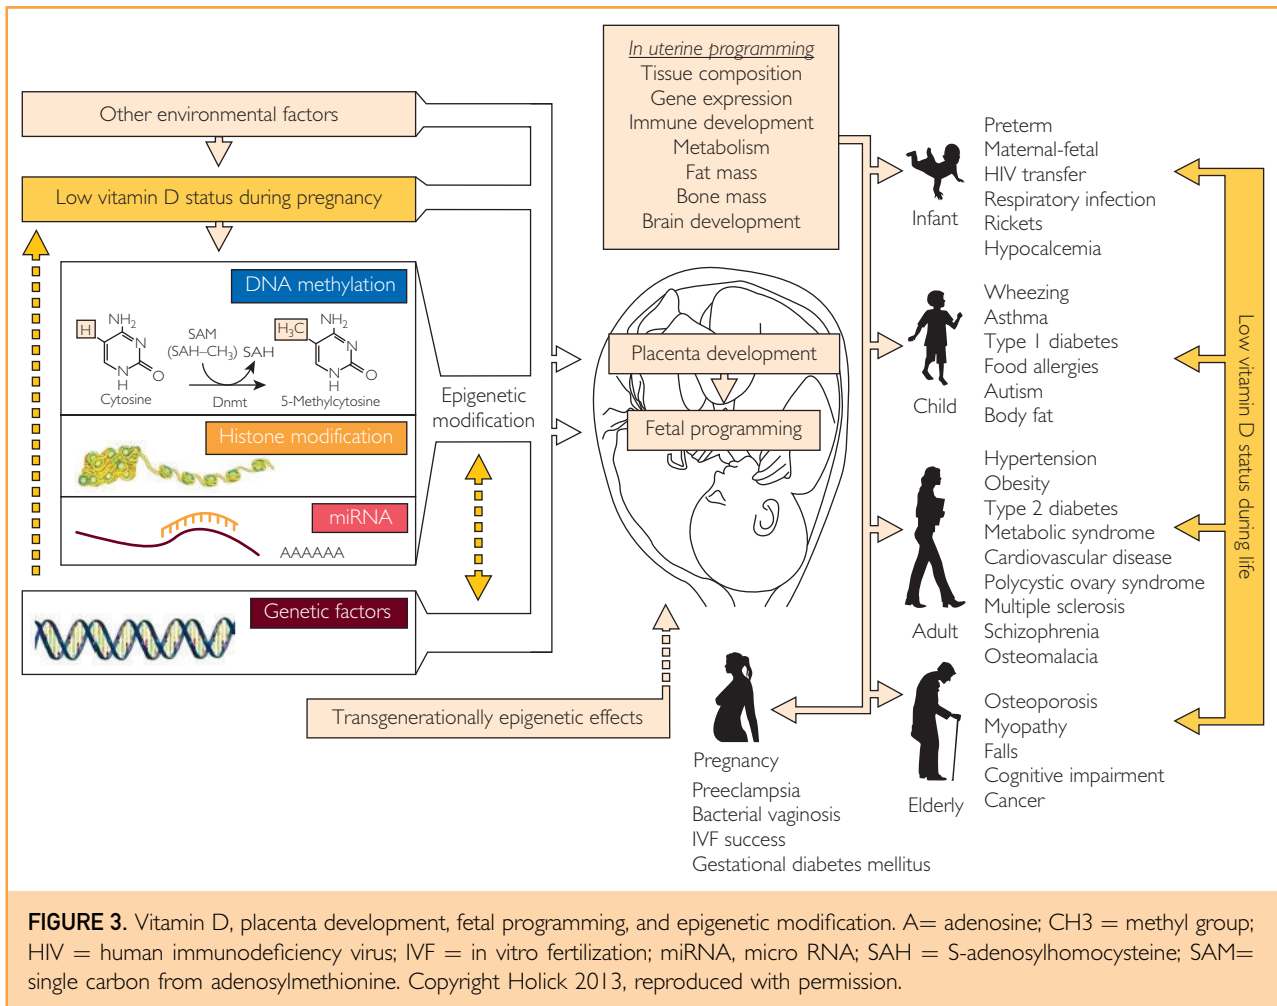 In uterine programming
Tissue composition
Gene expression
Immune development
Metabolism
Fat mass
Bone mass
Brain development
Other environmental factors
Low vitamin D status during pregnancy
DNA methylation
H
NH₂
N
O
N
H
Cytosine
SAM
(SAH–CH₃)
SAH
Dnmt
H₃C
NH₂
N
O
N
H
5-Methylcytosine
Histone modification
miRNA
AAAAAA
Genetic factors
Epigenetic
modification
Transgenerationally epigenetic effects
Placenta development
Fetal programming
Infant
Preterm
Maternal-fetal
HIV transfer
Respiratory infection
Rickets
Hypocalcemia
Child
Wheezing
Asthma
Type 1 diabetes
Food allergies
Autism
Body fat
Adult
Hypertension
Obesity
Type 2 diabetes
Metabolic syndrome
Cardiovascular disease
Polycystic ovary syndrome
Multiple sclerosis
Schizophrenia
Osteomalacia
Elderly
Osteoporosis
Myopathy
Falls
Cognitive impairment
Cancer
Pregnancy
Preeclampsia
Bacterial vaginosis
IVF success
Gestational diabetes mellitus
Low vitamin D status during life
FIGURE 3. Vitamin D, placenta development, fetal programming, and epigenetic modification. A= adenosine; CH3 = methyl group;
HIV = human immunodeficiency virus; IVF = in vitro fertilization; miRNA, micro RNA; SAH = S-adenosylhomocysteine; SAM=
single carbon from adenosylmethionine. Copyright Holick 2013, reproduced with permission.